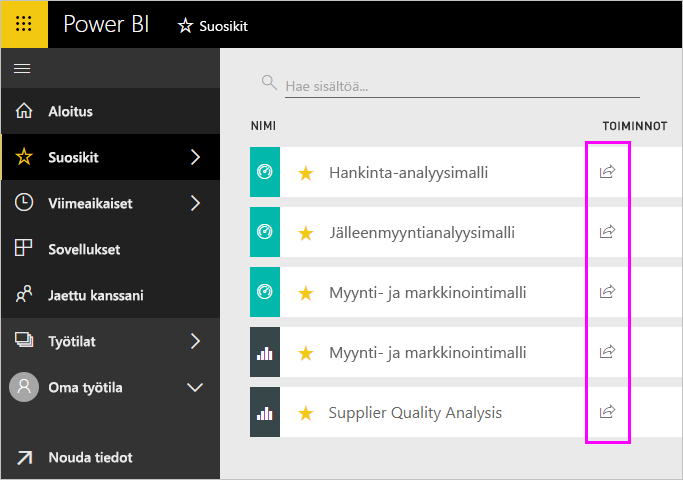 Power BI
Suosikit
Aloitus
Suosikit
Viimeaikaiset
Sovellukset
Jaettu kanssani
Työtilat
Oma työtila
Nouda tiedot
Hae sisältöä...
NIMI TOIMINNOT
Hankinta-analyysimalli
Jälleenmyyntianalyysimalli
Myynti- ja markkinointimalli
Myynti- ja markkinointimalli
Supplier Quality Analysis